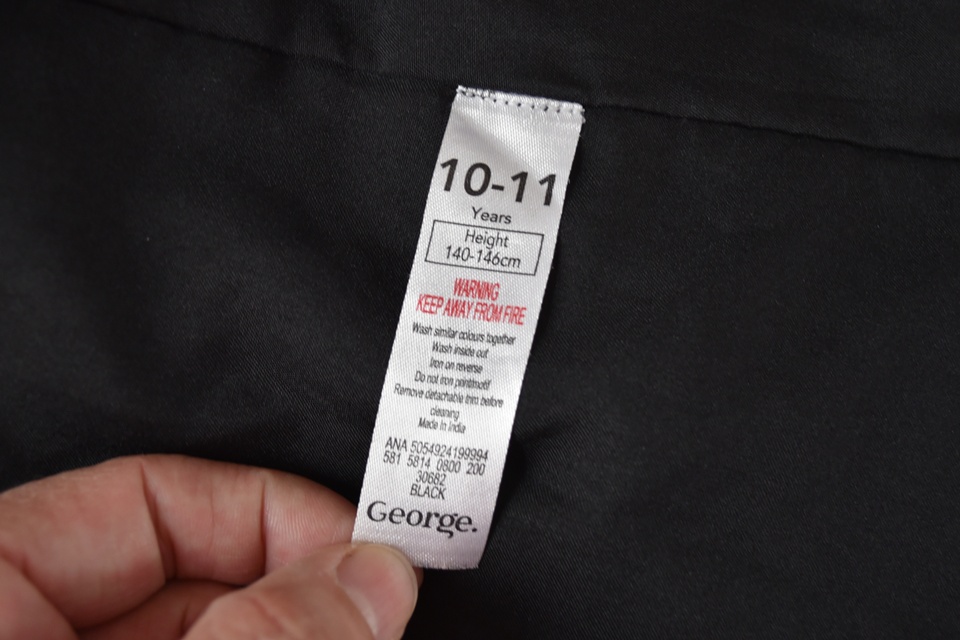 10-11
Years
Height
140-146cm
WARNING
KEEP AWAY FROM FIRE
Wash similar colours together
Wash inside out
Iron on reverse
Do not iron print/motif
Remove detachable trim before
cleaning
Made In India
ANA 5054924199994
581 5814 0800 200
30682
BLACK
George.